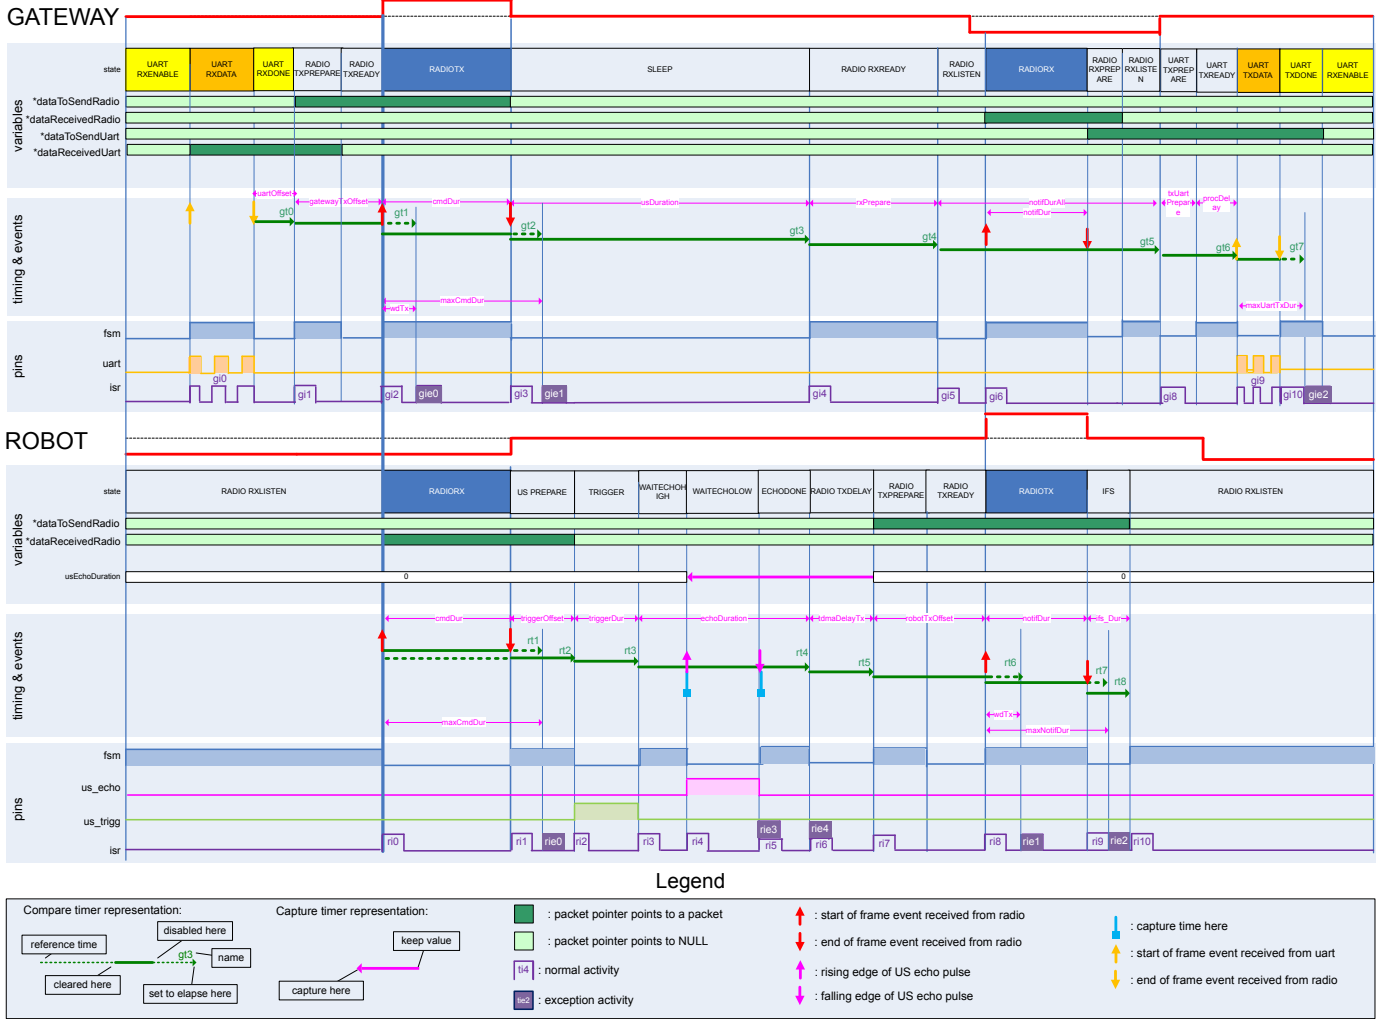 GATEWAY
state
UART RXENABLE
UART RXDATA
UART RXDONE
RADIO TXPREPARE
RADIO TXREADY
RADIOTX
SLEEP
RADIO RXREADY
RADIO RXLISTEN
RADIORX
RADIO RXPREP ARE
RADIO RXLISTE N
UART TXPREP ARE
UART TXREADY
UART TXDATA
UART TXDONE
UART RXENABLE
variables
*dataToSendRadio
*dataReceivedRadio
*dataToSendUart
*dataReceivedUart
timing & events
uartOffset
gatewayTxOffset
cmdDur
usDuration
rxPrepare
notifDurAll
notifDur
txUart Prepar e
procDel ay
gt0
gt1
gt2
gt3
gt4
gt5
gt6
gt7
wdTx
maxCmdDur
maxUartTxDur
pins
fsm
uart
isr
gi0
gi1
gi2
gie0
gi3
gie1
gi4
gi5
gi6
gi8
gi9
gi10
gie2
ROBOT
state
RADIO RXLISTEN
RADIORX
US PREPARE
TRIGGER
WAITECHOH IGH
WAITECHOLOW
ECHODONE
RADIO TXDELAY
RADIO TXPREPARE
RADIO TXREADY
RADIOTX
IFS
RADIO RXLISTEN
variables
*dataToSendRadio
*dataReceivedRadio
usEchoDuration
0
0
timing & events
cmdDur
triggerOffset
triggerDur
echoDuration
tdmaDelayTx
robotTxOffset
notifDur
ifs_Dur
rt1
rt2
rt3
rt4
rt5
rt6
rt7
rt8
maxCmdDur
wdTx
maxNotifDur
pins
fsm
us_echo
us_trigg
isr
ri0
ri1
rie0
ri2
ri3
ri4
rie3
ri5
rie4
ri6
ri7
ri8
rie1
ri9
rie2
ri10
Legend
Compare timer representation:
reference time
disabled here
gt3
name
cleared here
set to elapse here
Capture timer representation:
keep value
capture here
: packet pointer points to a packet
: packet pointer points to NULL
ti4 : normal activity
tie2 : exception activity
: start of frame event received from radio
: end of frame event received from radio
: rising edge of US echo pulse
: falling edge of US echo pulse
: capture time here
: start of frame event received from uart
: end of frame event received from radio